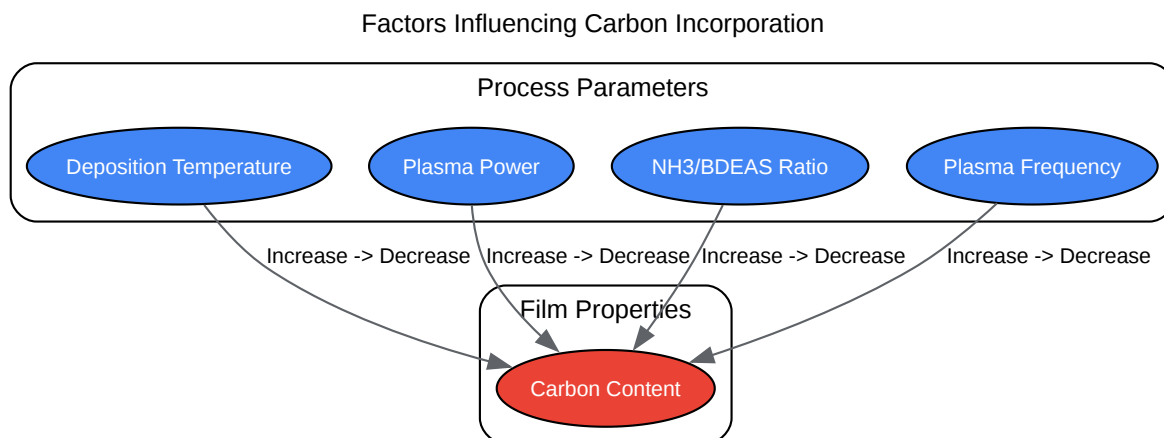 Factors Influencing Carbon Incorporation
Process Parameters
Deposition Temperature
Plasma Power
NH3/BDEAS Ratio
Plasma Frequency
Increase -> Decrease
Increase -> Decrease
Increase -> Decrease
Increase -> Decrease
Film Properties
Carbon Content